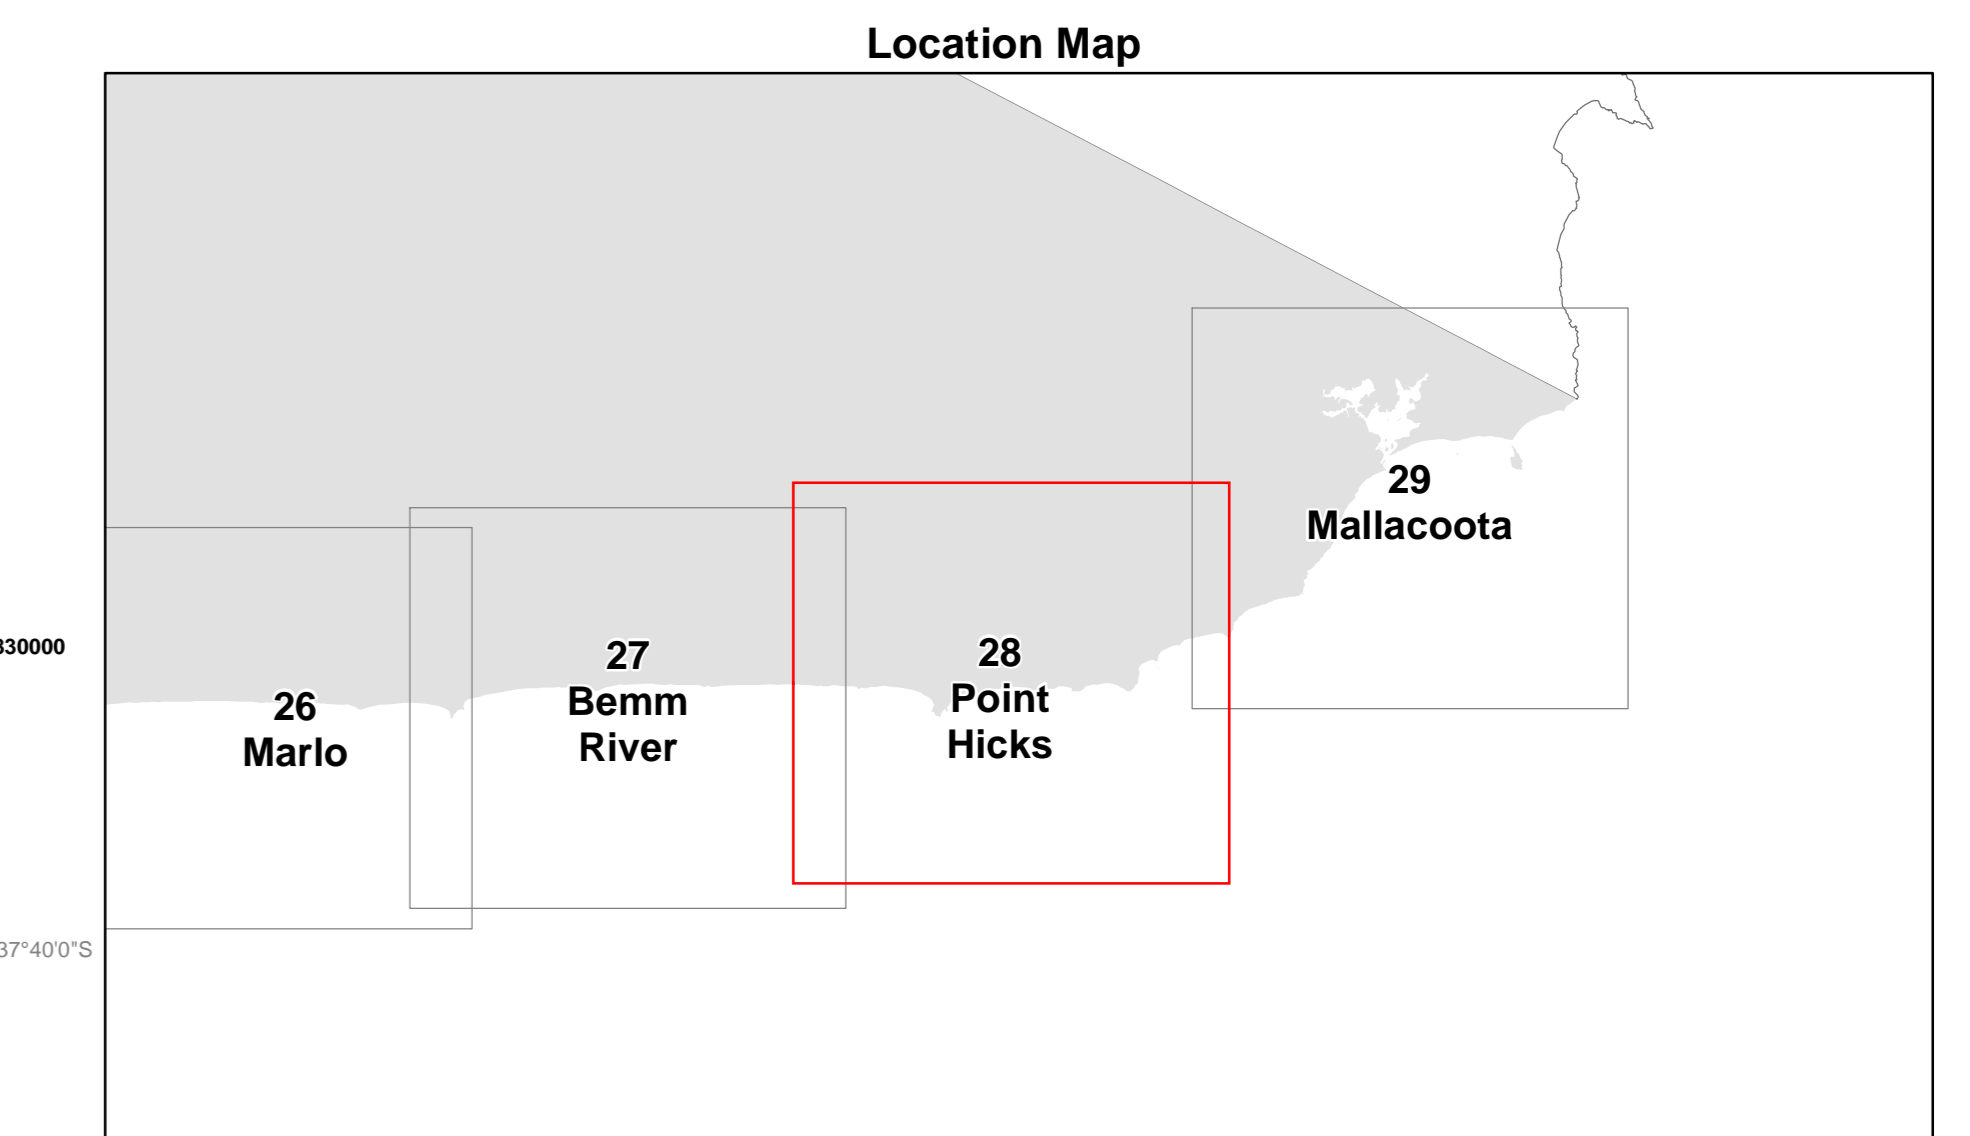 Location Map
29
Mallacoota
330000
28
Point
Hicks
27
Bemm
River
26
Marlo
37°40'0"S